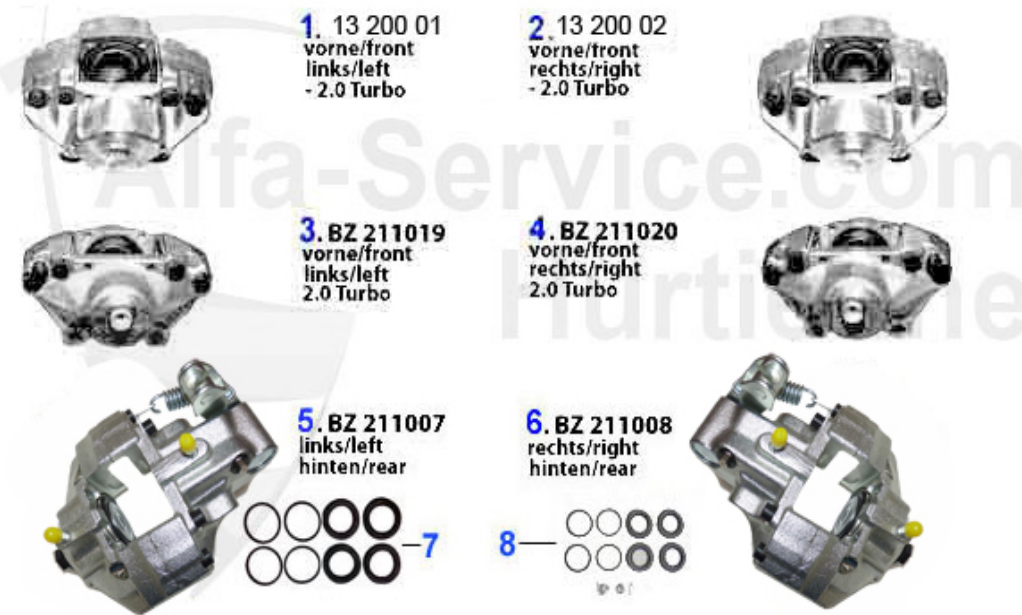 1. 13 200 01
vorne/front
links/left
- 2.0 Turbo
2. 13 200 02
vorne/front
rechts/right
- 2.0 Turbo
Alfa-Service.com
3. BZ 211019
vorne/front
links/left
2.0 Turbo
4. BZ 211020
vorne/front
rechts/right
2.0 Turbo
5. BZ 211007
links/left
hinten/rear
6. BZ 211008
rechts/right
hinten/rear
7
8